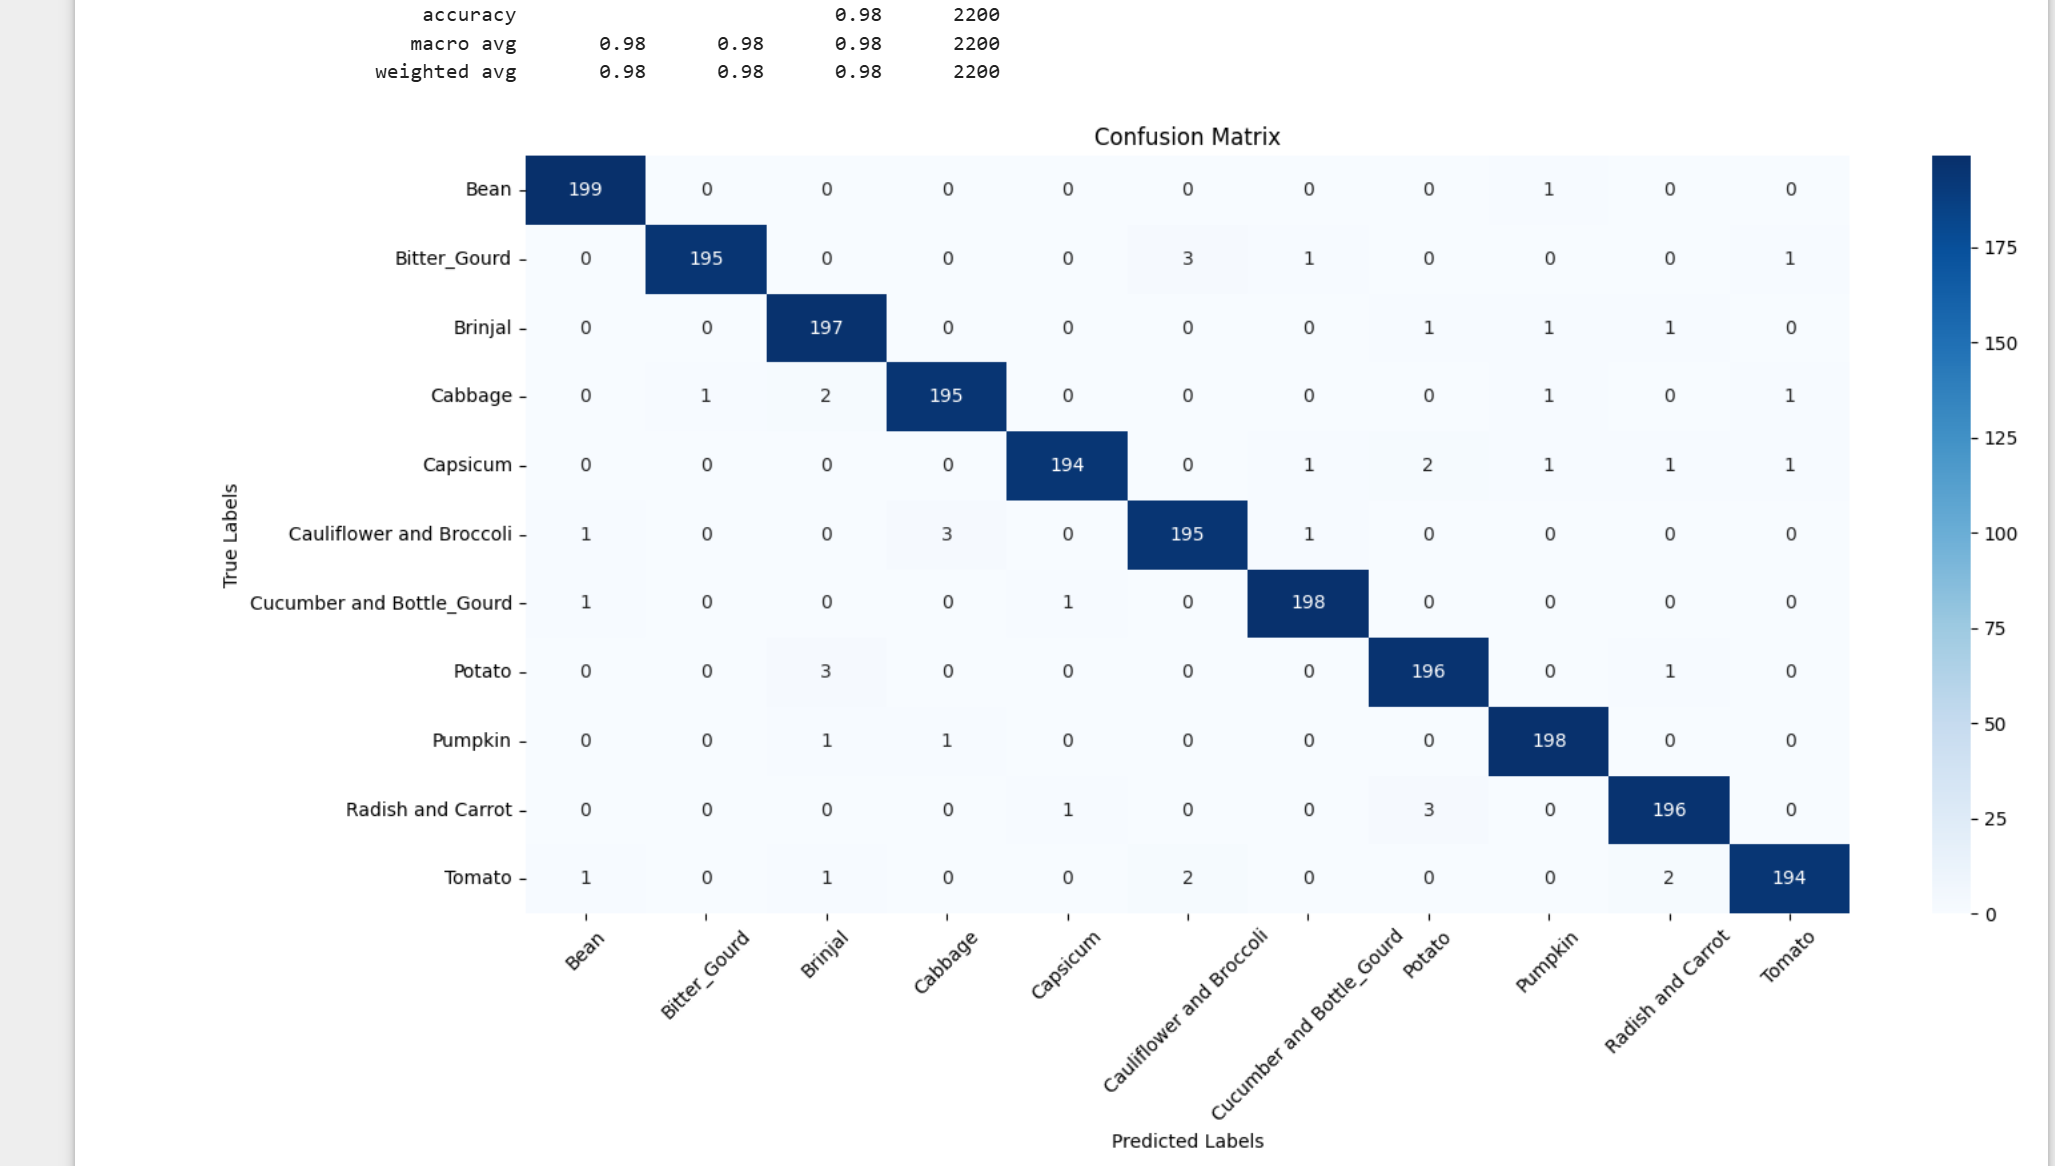 accuracy 0.98 2200
macro avg 0.98 0.98 0.98 2200
weighted avg 0.98 0.98 0.98 2200
Confusion Matrix
Bean 199 0 0 0 0 0 0 0 1 0 0
Bitter_Gourd 0 195 0 0 0 3 1 0 0 0 1
Brinjal 0 0 197 0 0 0 0 1 1 1 0
Cabbage 0 1 2 195 0 0 0 0 1 0 1
Capsicum 0 0 0 0 194 0 1 2 1 1 1
Cauliflower and Broccoli 1 0 0 3 0 195 1 0 0 0 0
Cucumber and Bottle_Gourd 1 0 0 0 1 0 198 0 0 0 0
Potato 0 0 3 0 0 0 0 196 0 1 0
Pumpkin 0 0 1 1 0 0 0 0 198 0 0
Radish and Carrot 0 0 0 0 1 0 0 3 0 196 0
Tomato 1 0 1 0 0 2 0 0 0 2 194
True Labels
175
150
125
100
75
50
25
0
Bean
Bitter_Gourd
Brinjal
Cabbage
Capsicum
Cauliflower and Broccoli
Cucumber and Bottle_Gourd
Potato
Pumpkin
Radish and Carrot
Tomato
Predicted Labels